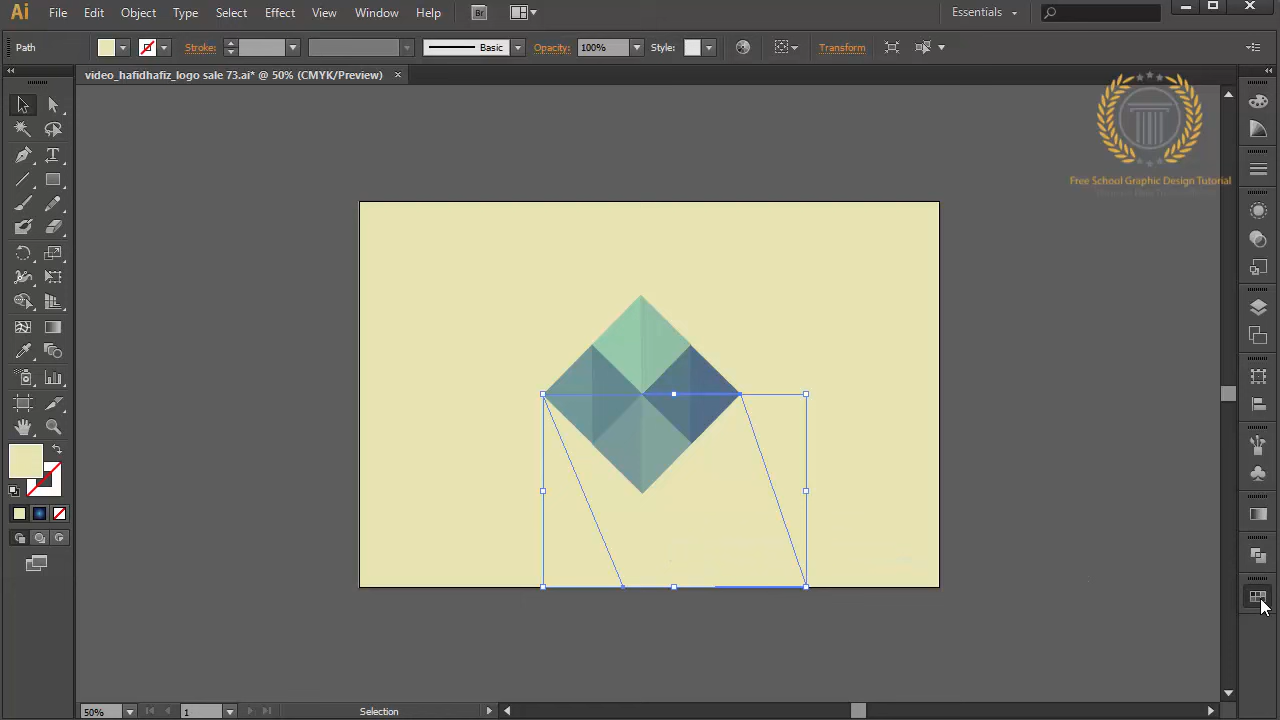 Ai File Edit Object Type Select Effect View Window Help Br Essentials
Path Stroke: Basic Opacity: 100% Style: Transform
video_hafidhafiz_logo sale 73.ai* @ 50% (CMYK/Preview) ×
Free School Graphic Design Tutorial
50% 1 Selection